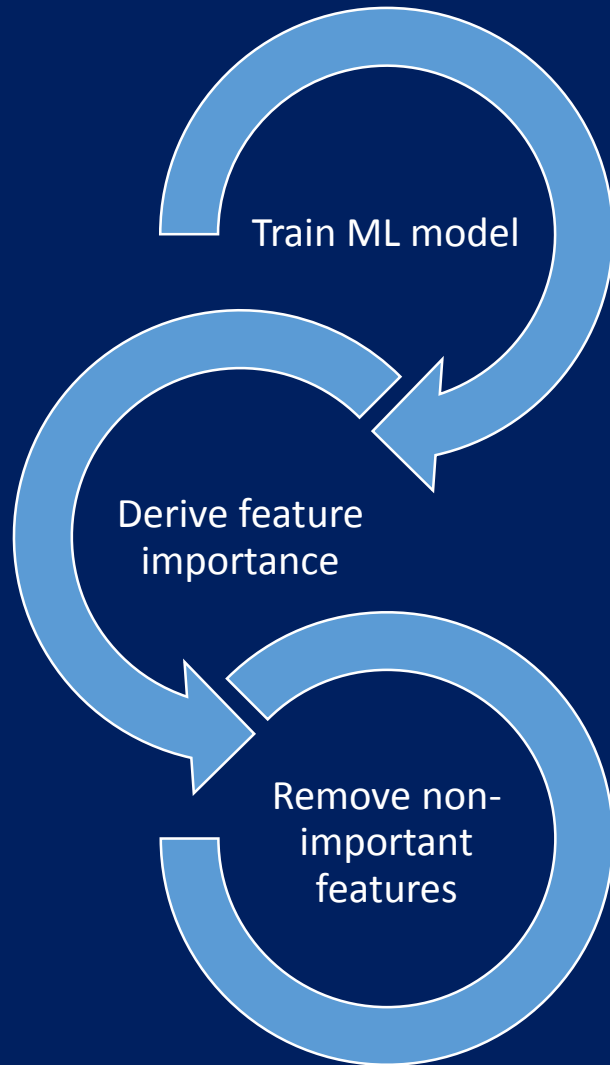 Train ML model
Derive feature
importance
Remove non-
important
features